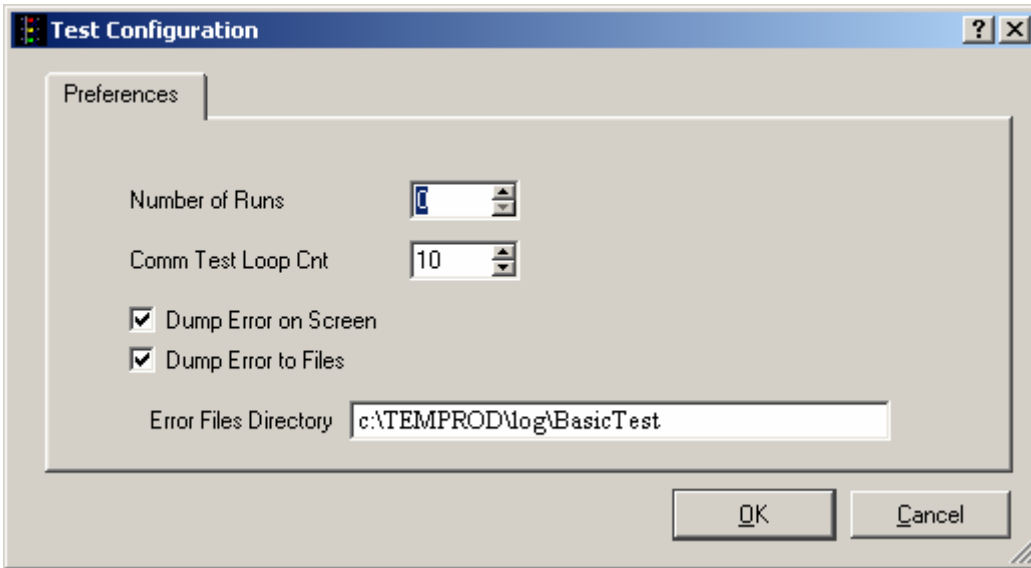 Test Configuration
Preferences
Number of Runs 0
Comm Test Loop Cnt 10
Dump Error on Screen
Dump Error to Files
Error Files Directory c:\TEMPROD\log\BasicTest
OK Cancel